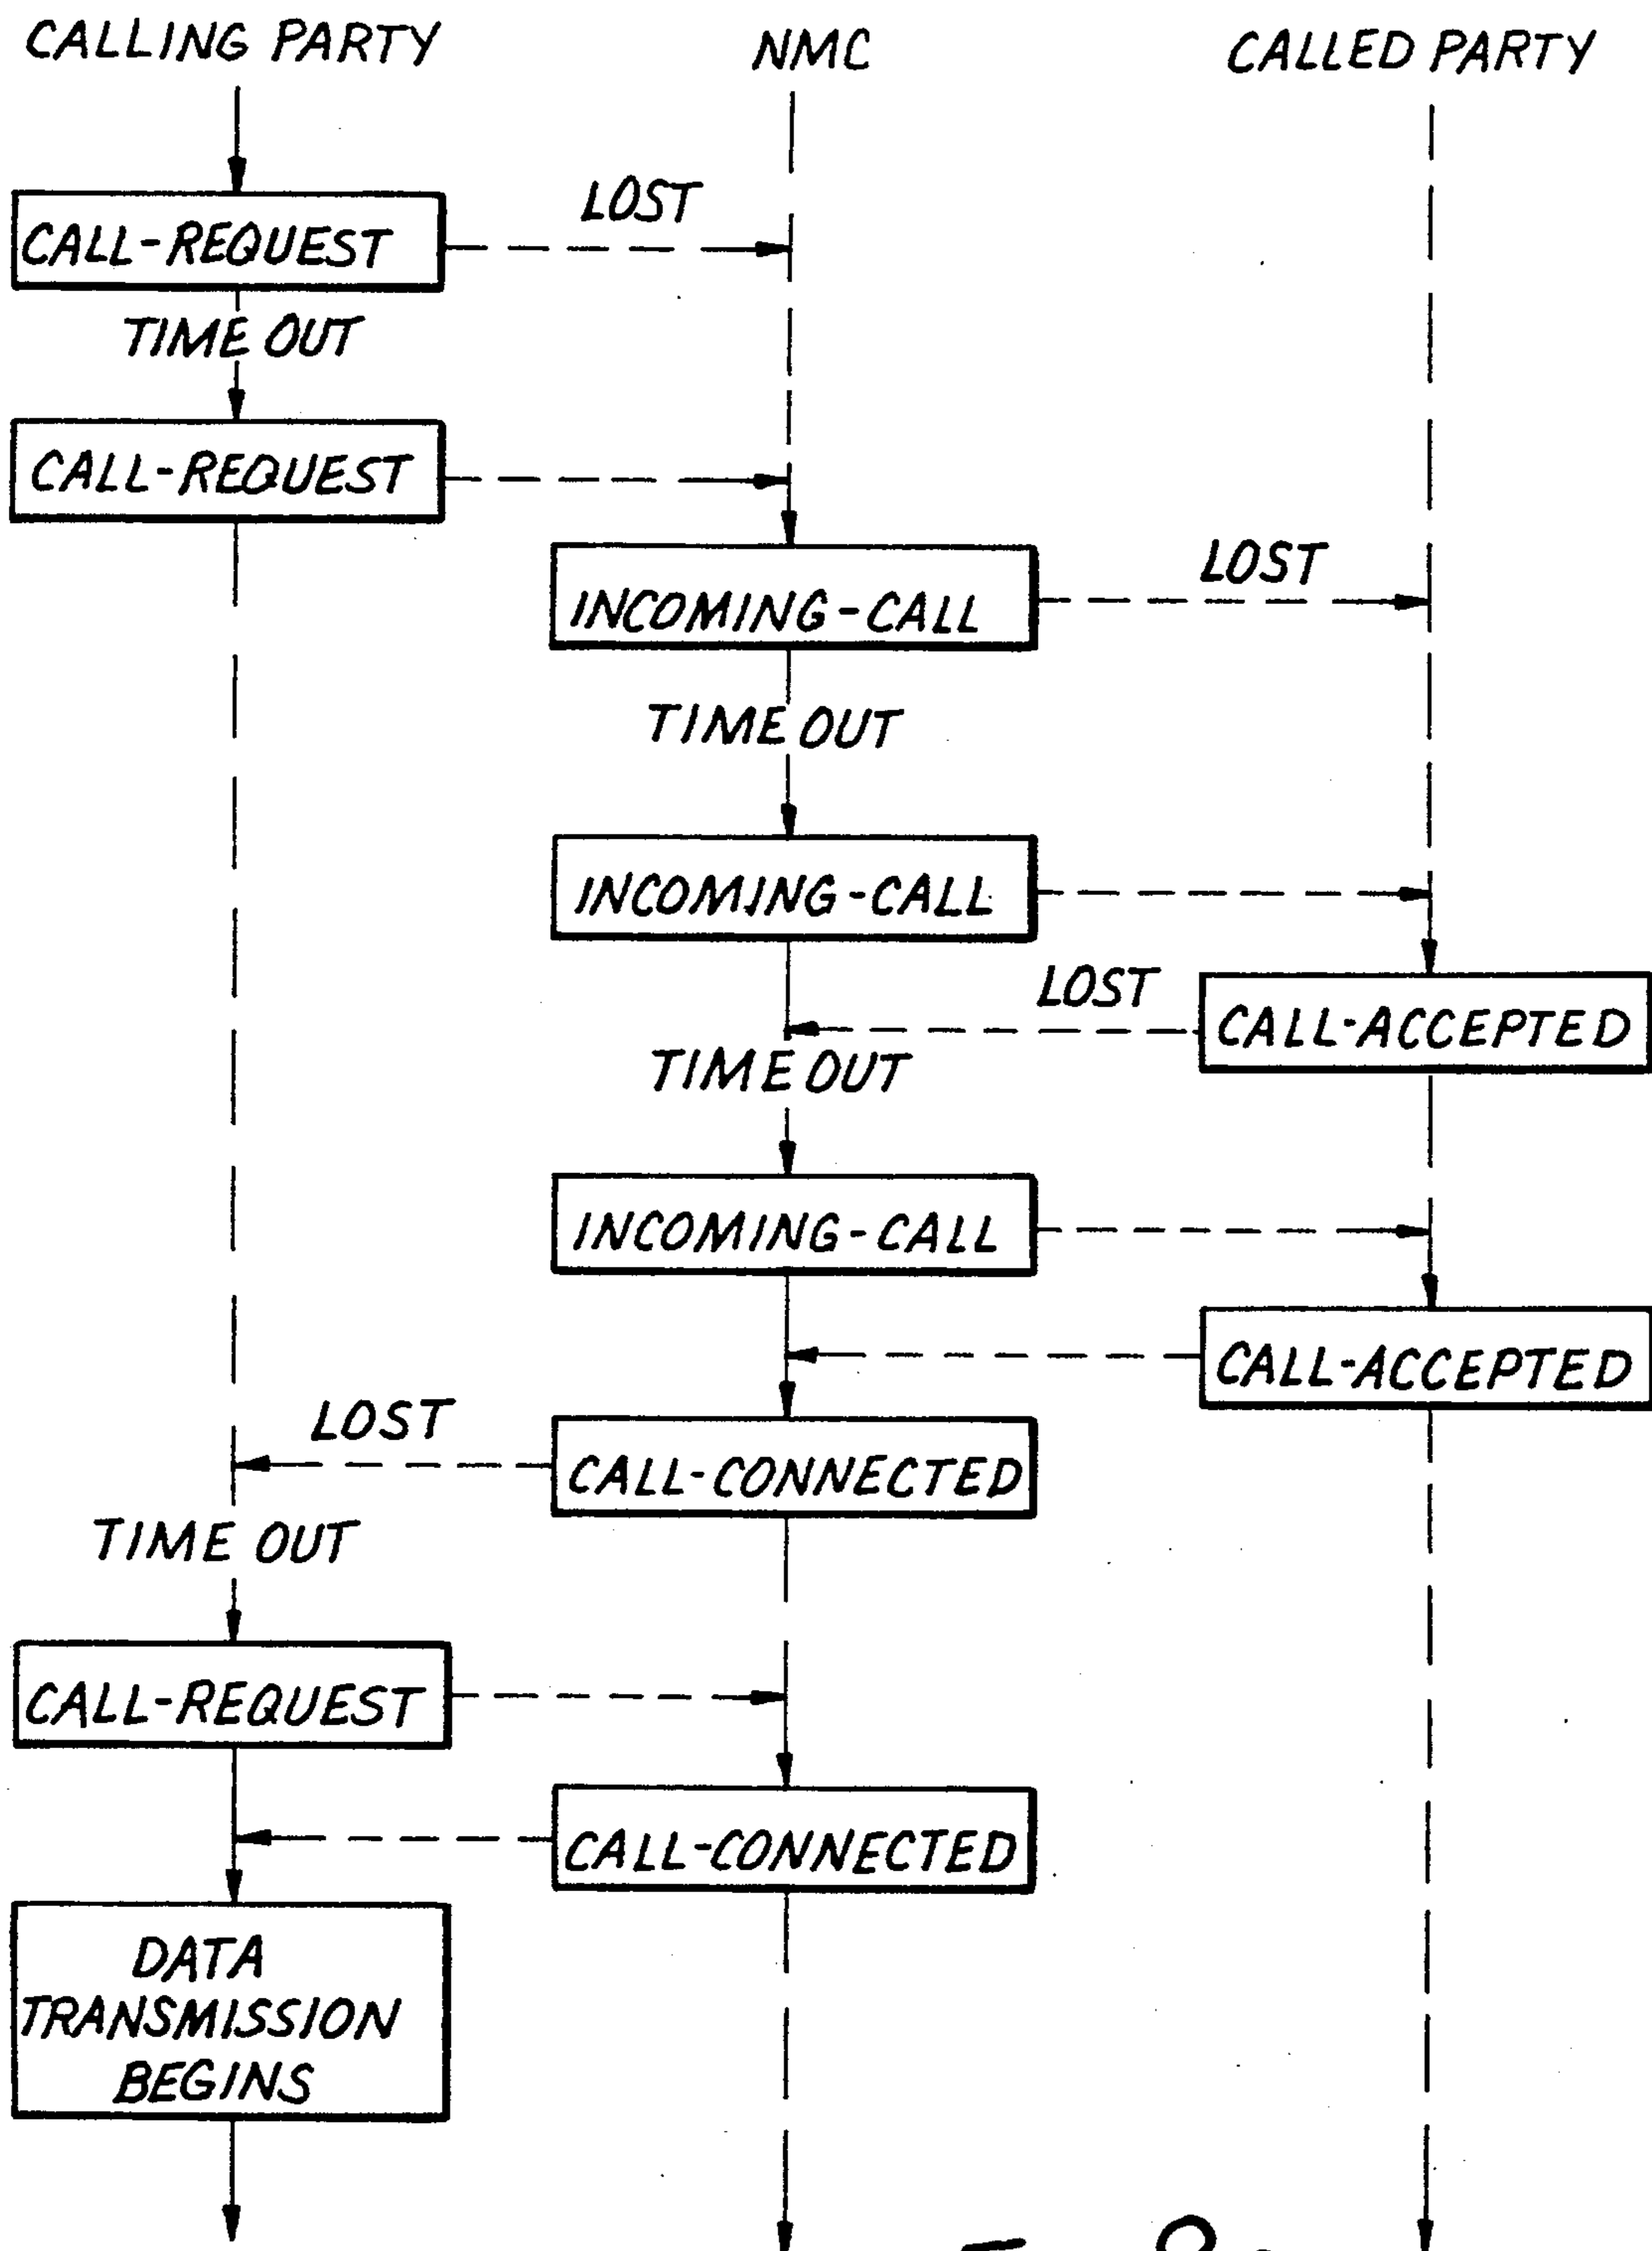 CALLING PARTY NMC CALLED PARTY
LOST
CALL-REQUEST
TIME OUT
CALL-REQUEST
LOST
INCOMING-CALL
TIME OUT
INCOMING-CALL
LOST
CALL-ACCEPTED
TIME OUT
INCOMING-CALL
CALL-ACCEPTED
LOST
CALL-CONNECTED
TIME OUT
CALL-REQUEST
CALL-CONNECTED
DATA
TRANSMISSION
BEGINS